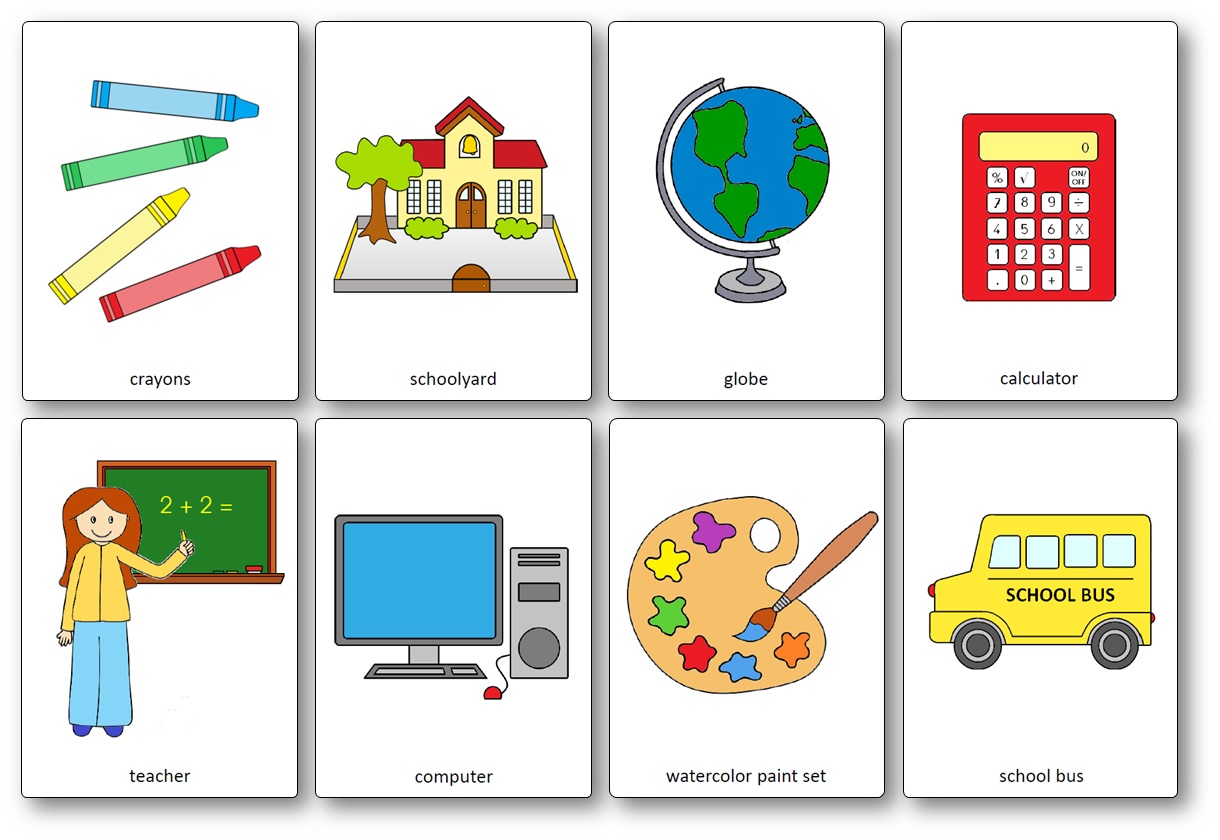 crayons
schoolyard
globe
0
% √ ON/
OFF
7 8 9 ÷
4 5 6 X
1 2 3
=
. 0 +
calculator
2 + 2 =
teacher
computer
watercolor paint set
SCHOOL BUS
school bus